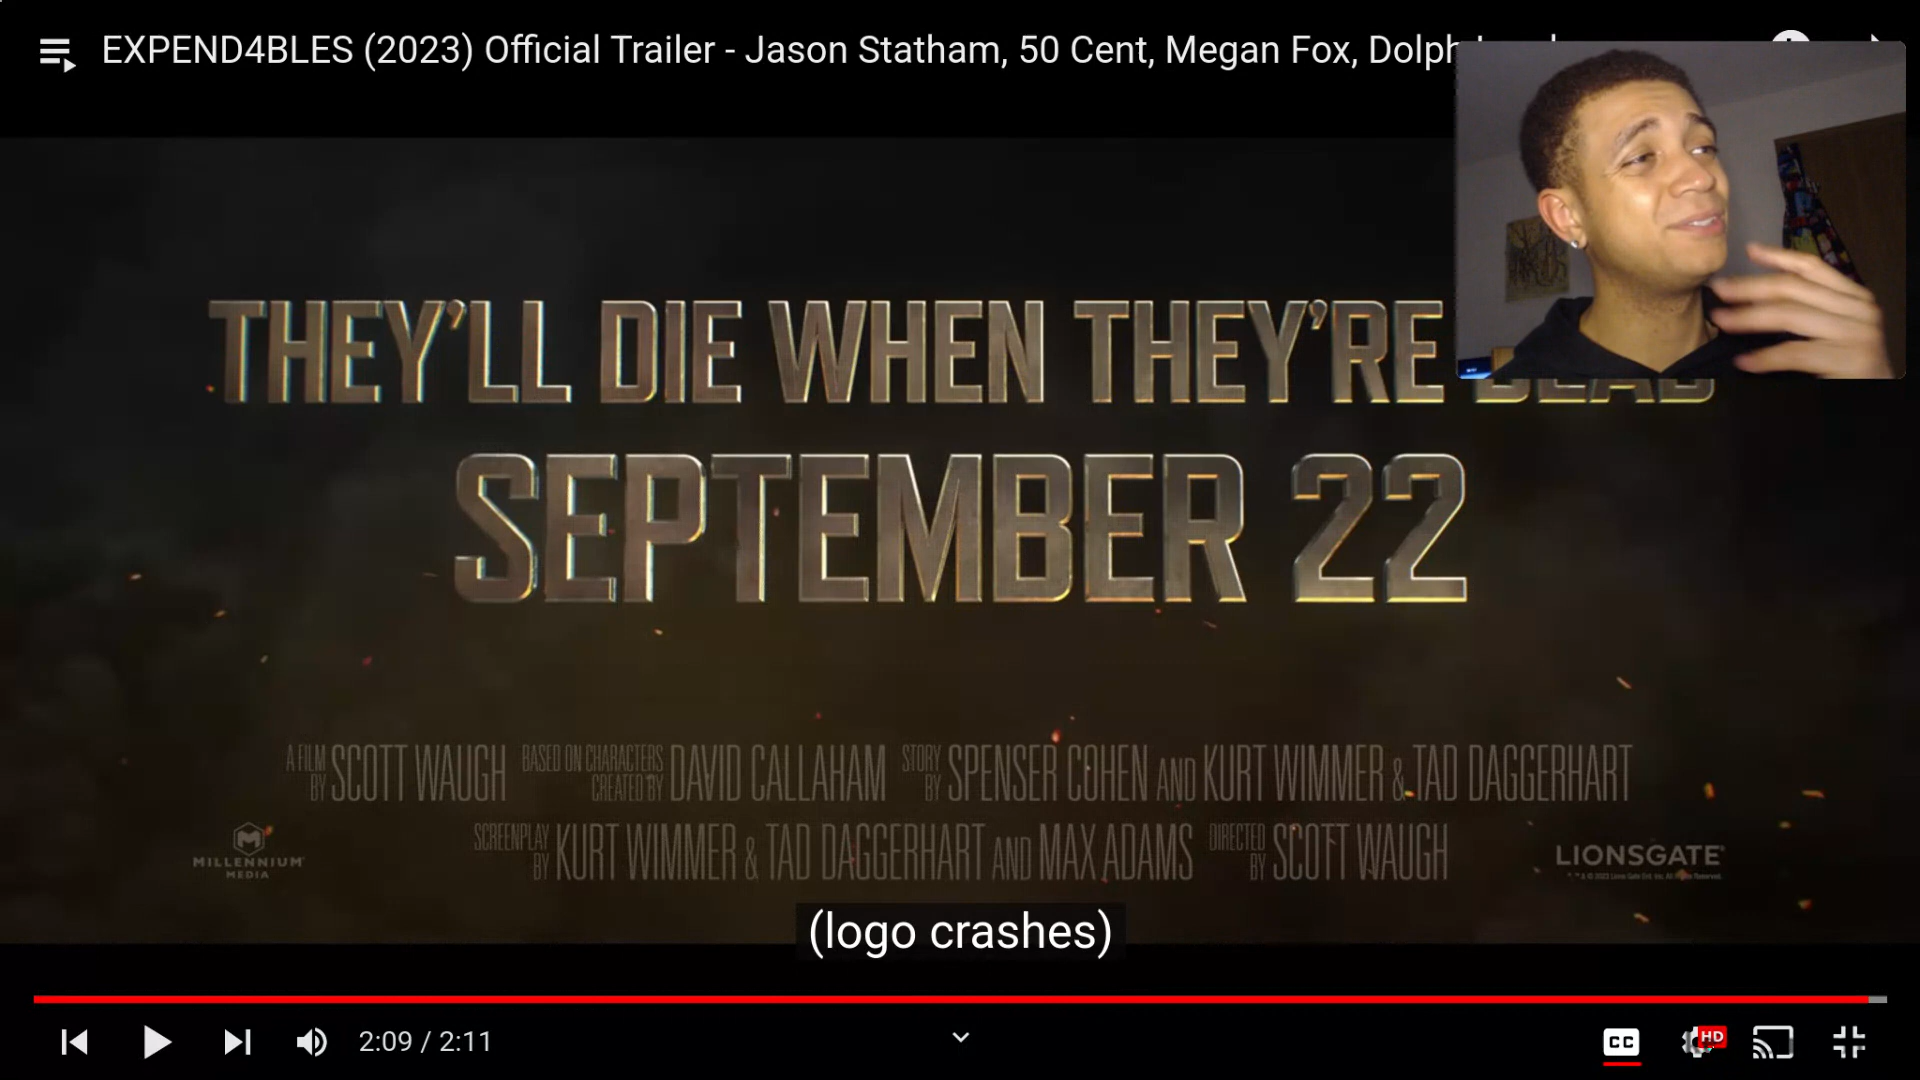 EXPEND4BLES (2023) Official Trailer - Jason Statham, 50 Cent, Megan Fox, Dolph
THEY'LL DIE WHEN THEY'RE DEAD
SEPTEMBER 22
A FILM BY SCOTT WAUGH BASED ON CHARACTERS CREATED BY DAVID CALLAHAM STORY BY SPENSER COHEN AND KURT WIMMER & TAD DAGGERHART
SCREENPLAY BY KURT WIMMER & TAD DAGGERHART AND MAX ADAMS DIRECTED BY SCOTT WAUGH
MILLENNIUM
MEDIA
LIONSGATE
(logo crashes)
2:09 / 2:11
CC
HD